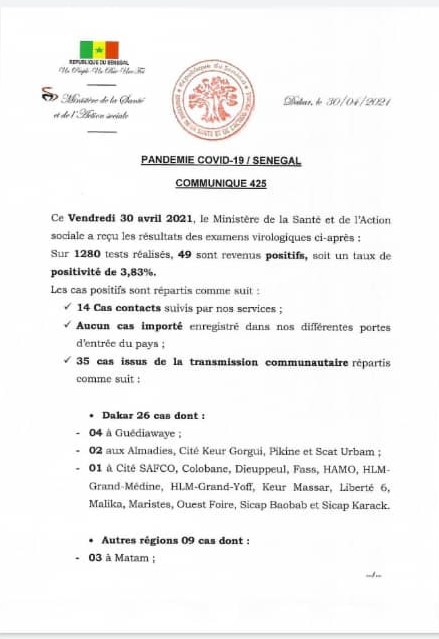 REPUBLIQUE DU SENEGAL
Un Peuple - Un But - Une Foi
Ministère de la Santé
et de l'Action sociale
Dakar, le 30/04/2021
PANDEMIE COVID-19 / SENEGAL
COMMUNIQUE 425
Ce Vendredi 30 avril 2021, le Ministère de la Santé et de l'Action
sociale a reçu les résultats des examens virologiques ci-après :
Sur 1280 tests réalisés, 49 sont revenus positifs, soit un taux de
positivité de 3,83%.
Les cas positifs sont répartis comme suit :
✓ 14 Cas contacts suivis par nos services ;
✓ Aucun cas importé enregistré dans nos différentes portes
d'entrée du pays ;
✓ 35 cas issus de la transmission communautaire répartis
comme suit :
• Dakar 26 cas dont :
- 04 à Guédiawaye ;
- 02 aux Almadies, Cité Keur Gorgui, Pikine et Scat Urbam ;
- 01 à Cité SAFCO, Colobane, Dieuppeul, Fass, HAMO, HLM-
Grand-Médine, HLM-Grand-Yoff, Keur Massar, Liberté 6,
Malika, Maristes, Ouest Foire, Sicap Baobab et Sicap Karack.
• Autres régions 09 cas dont :
- 03 à Matam ;
../..